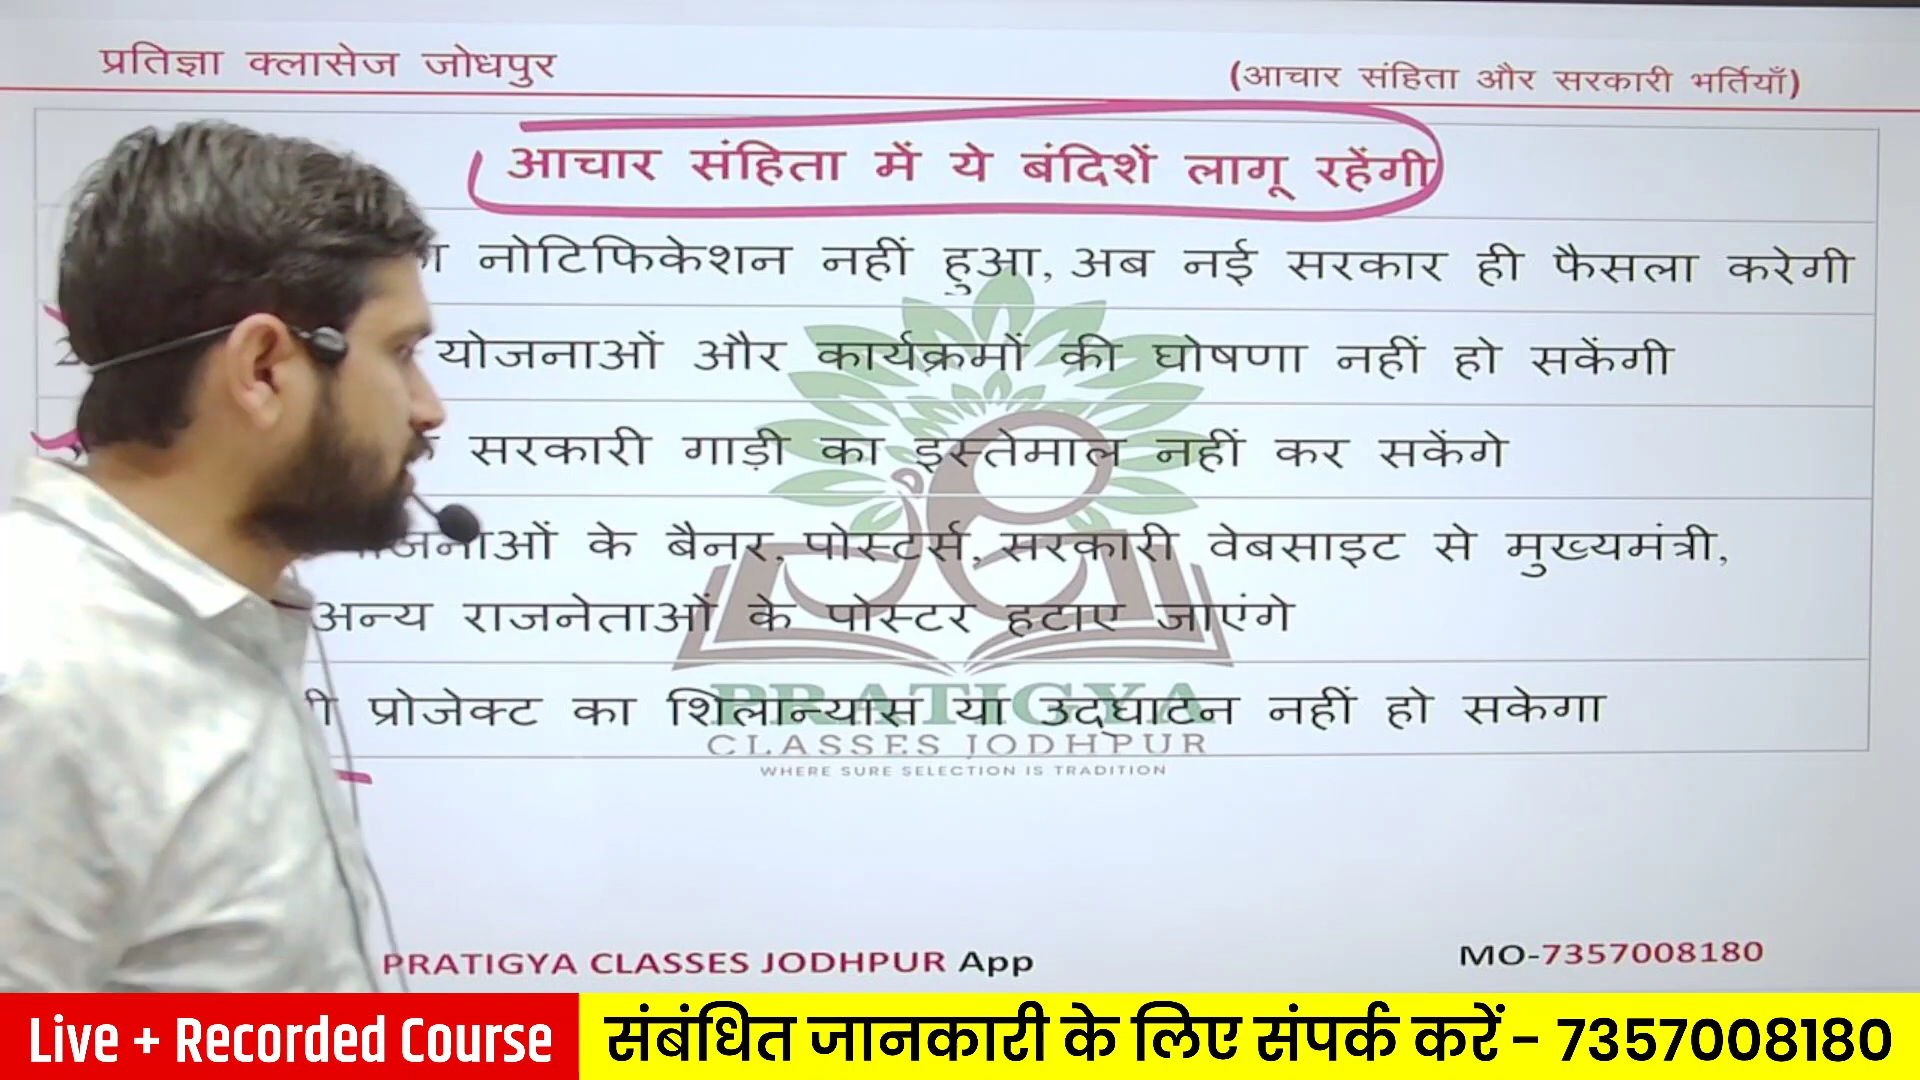 प्रतिज्ञा क्लासेज जोधपुर
(आचार संहिता और सरकारी भर्तियाँ)
आचार संहिता में ये बंदिशें लागू रहेंगी
नोटिफिकेशन नहीं हुआ, अब नई सरकार ही फैसला करेगी
योजनाओं और कार्यक्रमों की घोषणा नहीं हो सकेंगी
सरकारी गाड़ी का इस्तेमाल नहीं कर सकेंगे
के बैनर, पोस्टर्स, सरकारी वेबसाइट से मुख्यमंत्री,
अन्य राजनेताओं के पोस्टर हटाए जाएंगे
प्रोजेक्ट का शिलान्यास या उद्घाटन नहीं हो सकेगा
PRATIGYA
CLASSES JODHPUR
WHERE SURE SELECTION IS TRADITION
PRATIGYA CLASSES JODHPUR App
MO-7357008180
Live + Recorded Course
संबंधित जानकारी के लिए संपर्क करें - 7357008180